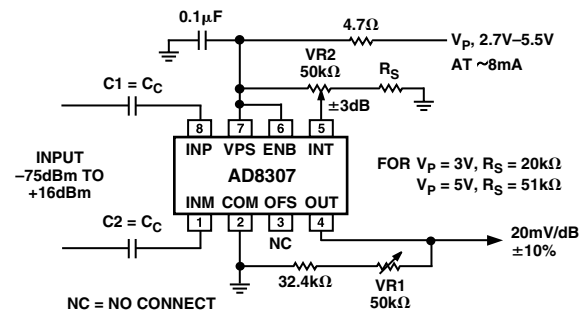 0.1μF
4.7Ω
VP, 2.7V–5.5V
AT ~8mA
VR2
50kΩ
RS
±3dB
C1 = CC
8
7
6
5
INP
VPS
ENB
INT
INPUT
–75dBm TO
+16dBm
AD8307
FOR VP = 3V, RS = 20kΩ
VP = 5V, RS = 51kΩ
INM
COM
OFS
OUT
1
2
3
4
C2 = CC
NC
20mV/dB
±10%
32.4kΩ
VR1
50kΩ
NC = NO CONNECT